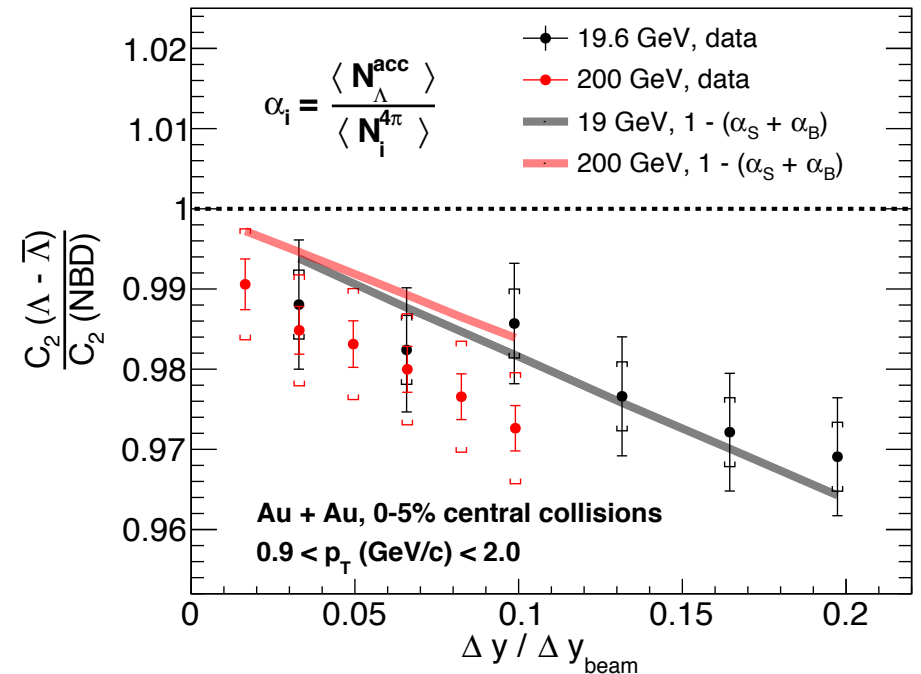 1.02
1.01
1
0.99
0.98
0.97
0.96
C₂ (Λ - Λ̅)
C₂ (NBD)
α_i = ⟨ N_Λ^acc ⟩
⟨ N_i^4π ⟩
19.6 GeV, data
200 GeV, data
19 GeV, 1 - (α_S + α_B)
200 GeV, 1 - (α_S + α_B)
Au + Au, 0-5% central collisions
0.9 < p_T (GeV/c) < 2.0
0 0.05 0.1 0.15 0.2
Δ y / Δ y_beam